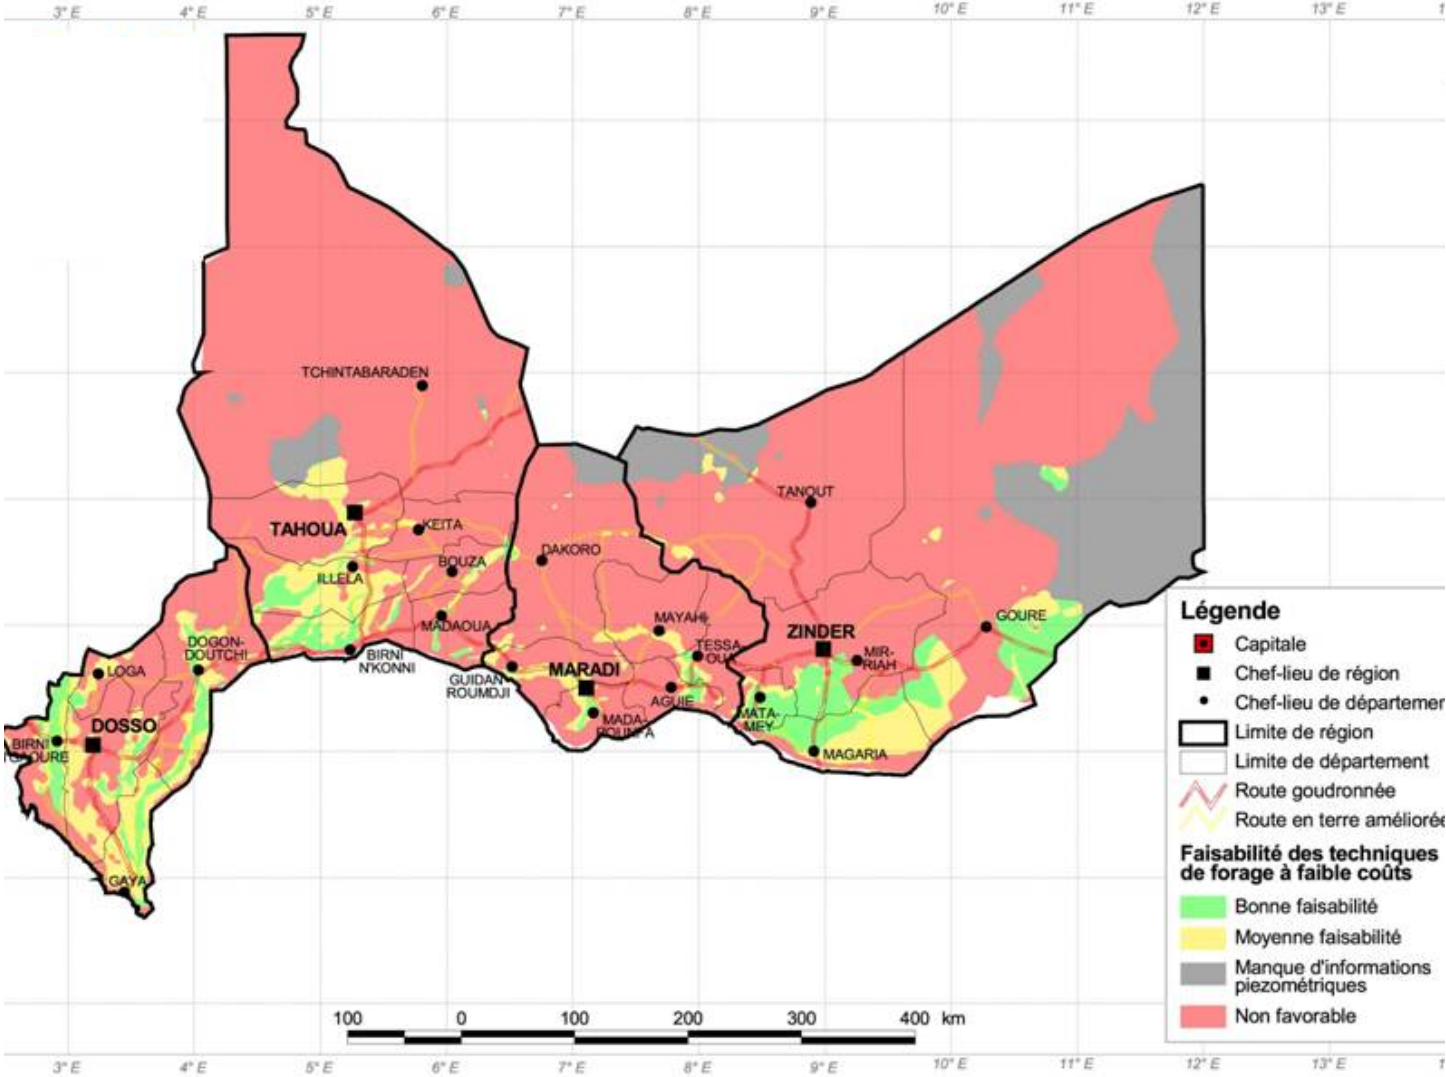 3° E 4° E 5° E 6° E 7° E 8° E 9° E 10° E 11° E 12° E 13° E
TCHINTABARADEN
TANOUT
TAHOUA
KEITA
DAKORO
BOUZA
ILLELA
GOURE
MADAOUA
MAYAHI
ZINDER
DOGON-
DOUTCHI
BIRNI
N'KONNI
TESSA-
OUA
MIR-
RIAH
LOGA
GUIDAN
ROUMDJI
MARADI
AGUIE
MATA-
MEY
DOSSO
MADA-
ROUNFA
BIRNI
GAOURE
MAGARIA
GAYA
Légende
Capitale
Chef-lieu de région
Chef-lieu de départemen
Limite de région
Limite de département
Route goudronnée
Route en terre améliorée
Faisabilité des techniques
de forage à faible coûts
Bonne faisabilité
Moyenne faisabilité
Manque d'informations
piezométriques
Non favorable
100 0 100 200 300 400 km
3° E 4° E 5° E 6° E 7° E 8° E 9° E 10° E 11° E 12° E 13° E